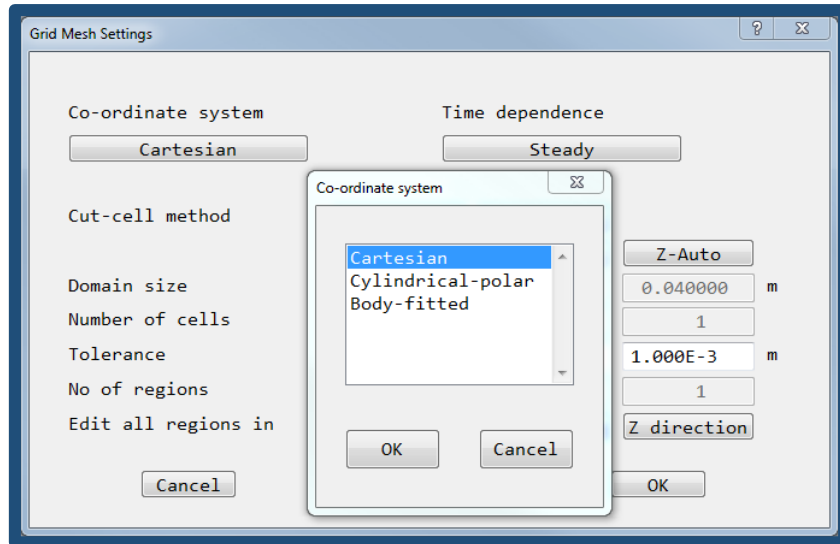 Grid Mesh Settings
Co-ordinate system
Time dependence
Cartesian
Steady
Co-ordinate system
Cartesian
Cylindrical-polar
Body-fitted
OK
Cancel
Cut-cell method
Z-Auto
Domain size
0.040000 m
Number of cells
1
Tolerance
1.000E-3 m
No of regions
1
Edit all regions in
Z direction
Cancel
OK